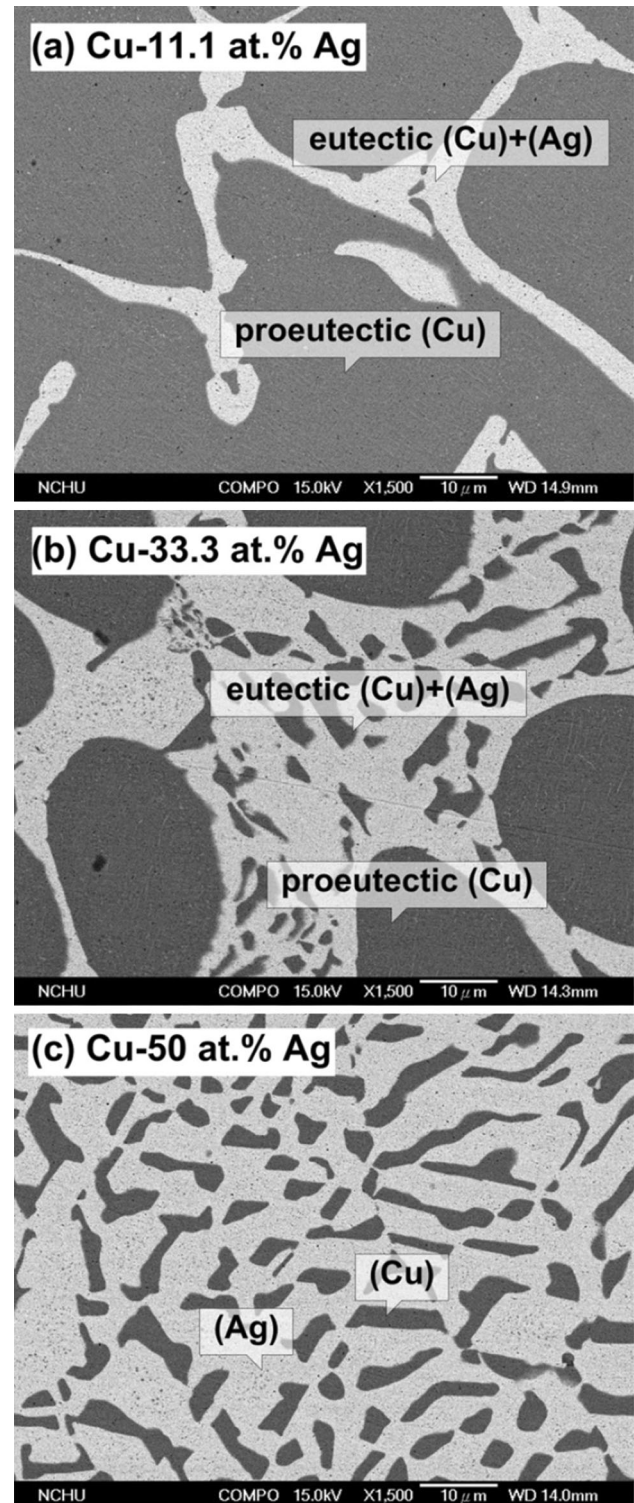 (a) Cu-11.1 at.% Ag
eutectic (Cu)+(Ag)
proeutectic (Cu)
NCHU COMPO 15.0kV X1,500 10 μm WD 14.9mm
(b) Cu-33.3 at.% Ag
eutectic (Cu)+(Ag)
proeutectic (Cu)
NCHU COMPO 15.0kV X1,500 10 μm WD 14.3mm
(c) Cu-50 at.% Ag
(Cu)
(Ag)
NCHU COMPO 15.0kV X1,500 10 μm WD 14.0mm